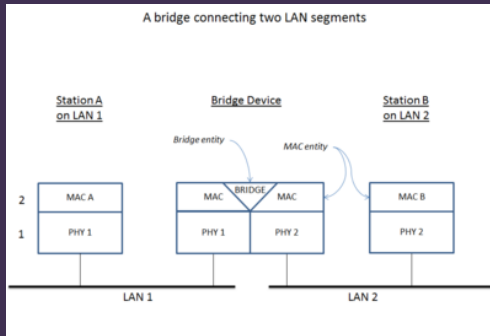 A bridge connecting two LAN segments
Station A
on LAN 1
Bridge Device
Station B
on LAN 2
Bridge entity
MAC entity
2
MAC A
MAC
BRIDGE
MAC
MAC B
1
PHY 1
PHY 1
PHY 2
PHY 2
LAN 1
LAN 2